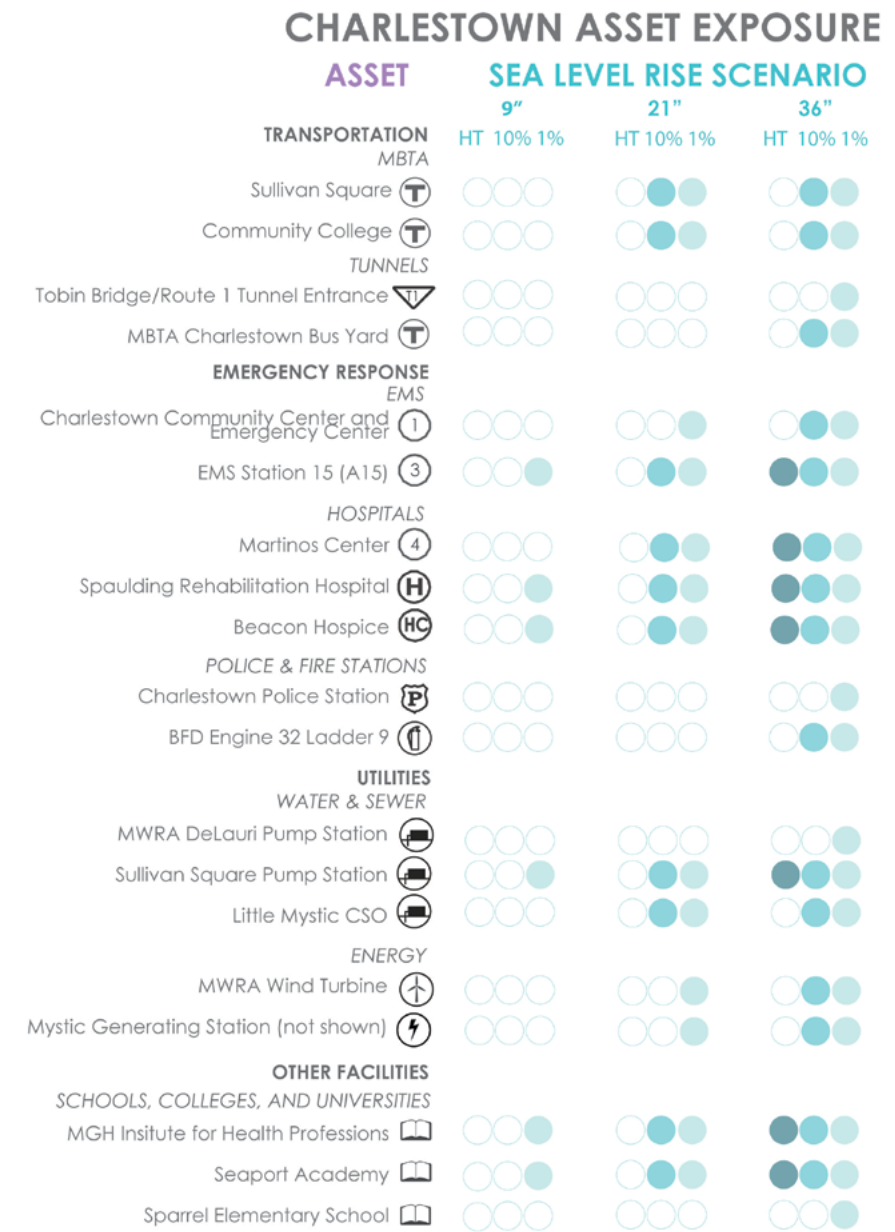 CHARLESTOWN ASSET EXPOSURE
ASSET SEA LEVEL RISE SCENARIO
9" 21" 36"
TRANSPORTATION HT 10% 1% HT 10% 1% HT 10% 1%
MBTA
Sullivan Square T
Community College T
TUNNELS
Tobin Bridge/Route 1 Tunnel Entrance T1
MBTA Charlestown Bus Yard T
EMERGENCY RESPONSE
EMS
Charlestown Community Center and
Emergency Center 1
EMS Station 15 (A15) 3
HOSPITALS
Martinos Center 4
Spaulding Rehabilitation Hospital H
Beacon Hospice HC
POLICE & FIRE STATIONS
Charlestown Police Station P
BFD Engine 32 Ladder 9
UTILITIES
WATER & SEWER
MWRA DeLauri Pump Station
Sullivan Square Pump Station
Little Mystic CSO
ENERGY
MWRA Wind Turbine
Mystic Generating Station (not shown)
OTHER FACILITIES
SCHOOLS, COLLEGES, AND UNIVERSITIES
MGH Insitute for Health Professions
Seaport Academy
Sparrel Elementary School